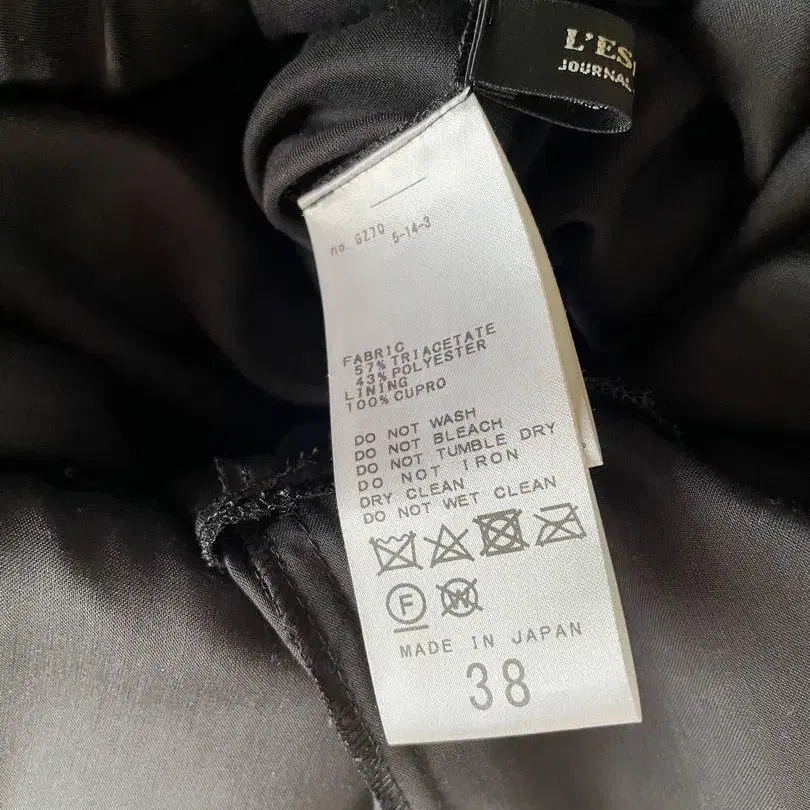 JOURNAL
no. GZ70
5-14-3
FABRIC
57% TRIACETATE
43% POLYESTER
LINING
100% CUPRO
DO NOT WASH
DO NOT BLEACH
DO NOT TUMBLE DRY
DO NOT IRON
DRY CLEAN
DO NOT WET CLEAN
F W
MADE IN JAPAN
38